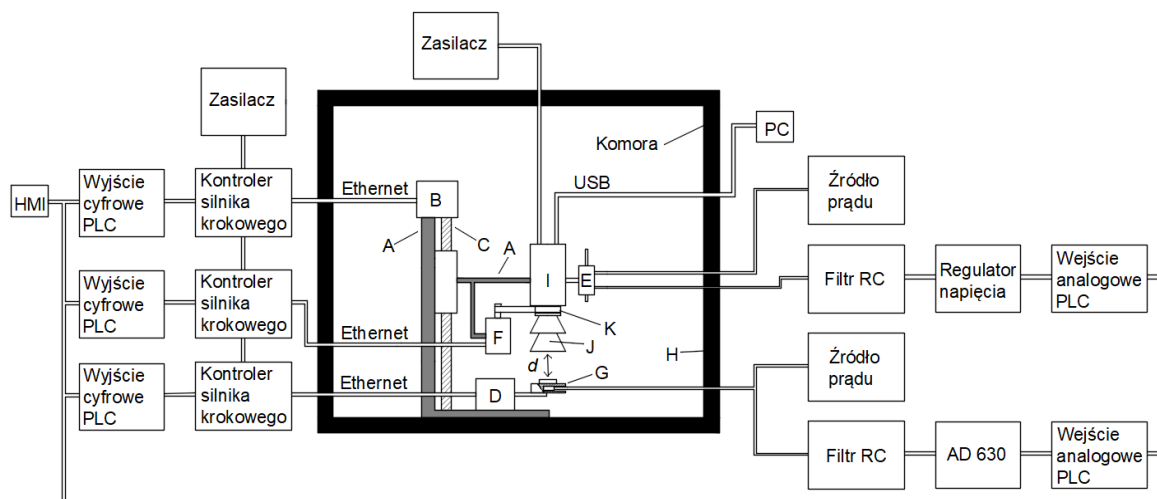 Zasilacz
Zasilacz
Komora
PC
USB
HMI
Wyjście
cyfrowe
PLC
Kontroler
silnika
krokowego
Ethernet
B
A
C
A
I
E
Źródło
prądu
Filtr RC
Regulator
napięcia
Wejście
analogowe
PLC
Wyjście
cyfrowe
PLC
Kontroler
silnika
krokowego
Ethernet
F
K
J
H
d
G
Źródło
prądu
Wyjście
cyfrowe
PLC
Kontroler
silnika
krokowego
Ethernet
D
Filtr RC
AD 630
Wejście
analogowe
PLC